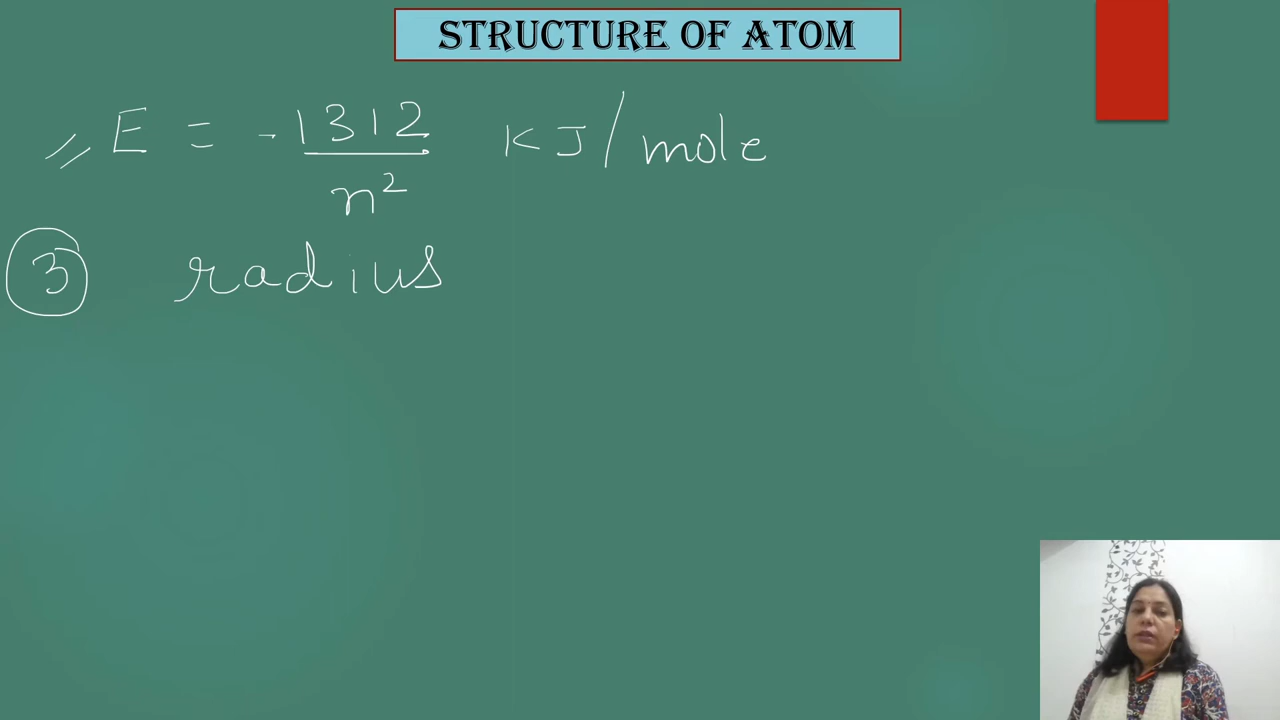 STRUCTURE OF ATOM
E = -1312/n² KJ/mole
3 radius